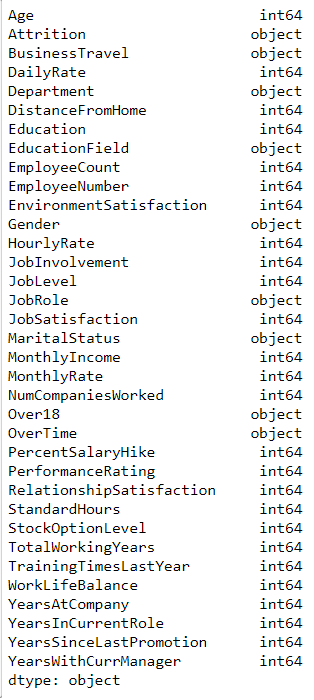 Age int64
Attrition object
BusinessTravel object
DailyRate int64
Department object
DistanceFromHome int64
Education int64
EducationField object
EmployeeCount int64
EmployeeNumber int64
EnvironmentSatisfaction int64
Gender object
HourlyRate int64
JobInvolvement int64
JobLevel int64
JobRole object
JobSatisfaction int64
MaritalStatus object
MonthlyIncome int64
MonthlyRate int64
NumCompaniesWorked int64
Over18 object
OverTime object
PercentSalaryHike int64
PerformanceRating int64
RelationshipSatisfaction int64
StandardHours int64
StockOptionLevel int64
TotalWorkingYears int64
TrainingTimesLastYear int64
WorkLifeBalance int64
YearsAtCompany int64
YearsInCurrentRole int64
YearsSinceLastPromotion int64
YearsWithCurrManager int64
dtype: object